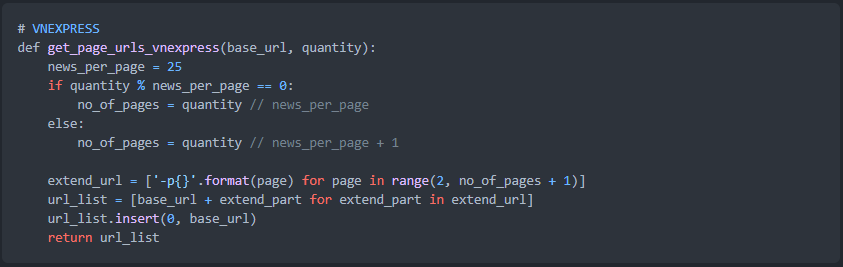 # VNEXPRESS
def get_page_urls_vnexpress(base_url, quantity):
    news_per_page = 25
    if quantity % news_per_page == 0:
        no_of_pages = quantity // news_per_page
    else:
        no_of_pages = quantity // news_per_page + 1

    extend_url = ['-p{}'.format(page) for page in range(2, no_of_pages + 1)]
    url_list = [base_url + extend_part for extend_part in extend_url]
    url_list.insert(0, base_url)
    return url_list